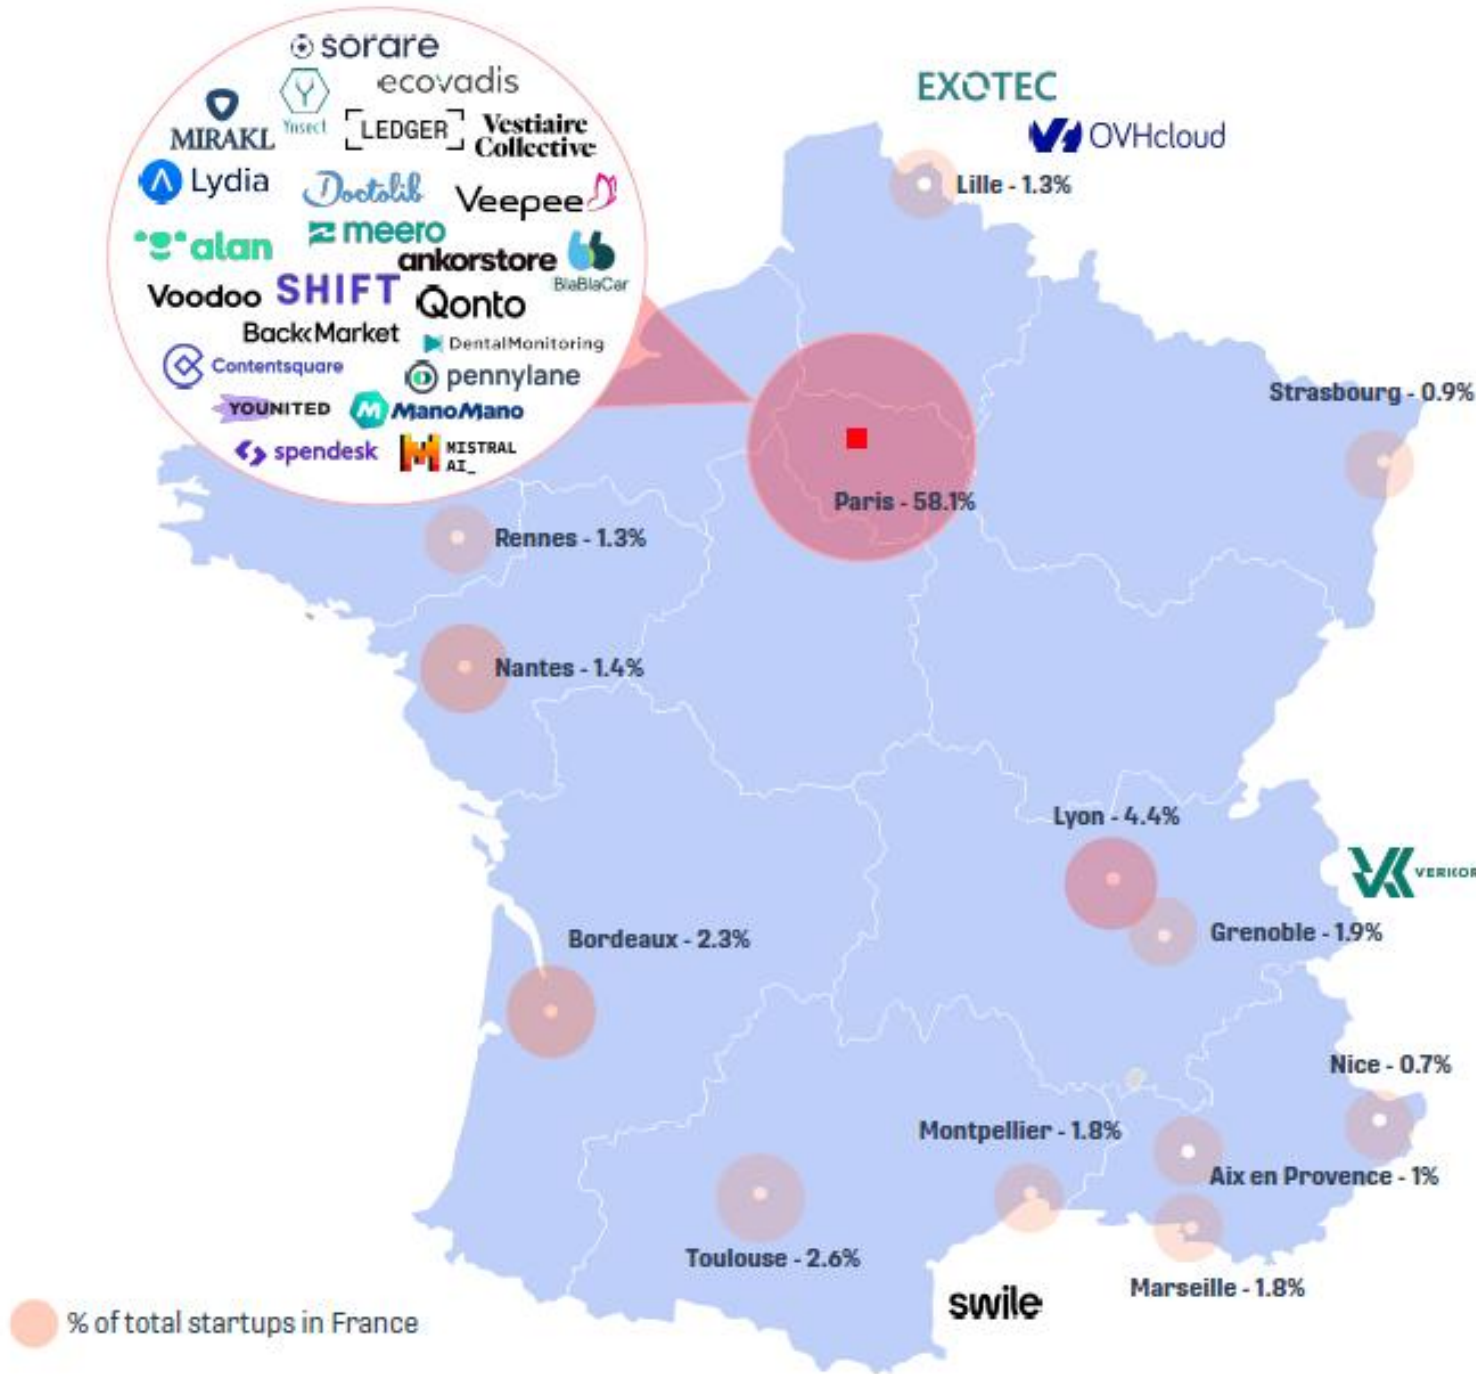 sorare
ecovadis
MIRAKL
Ynsect
LEDGER
Vestiaire
Collective
Lydia
Doctolib
Veepee
alan
meero
ankorstore
BlaBlaCar
Voodoo
SHIFT
Qonto
BackMarket
DentalMonitoring
Contentsquare
pennylane
YOUNITED
ManoMano
spendesk
MISTRAL
AI_
EXOTEC
OVHcloud
Lille - 1.3%
Strasbourg - 0.9%
Paris - 58.1%
Rennes - 1.3%
Nantes - 1.4%
Lyon - 4.4%
VERKOR
Grenoble - 1.9%
Bordeaux - 2.3%
Nice - 0.7%
Montpellier - 1.8%
Aix en Provence - 1%
Toulouse - 2.6%
Marseille - 1.8%
swile
% of total startups in France